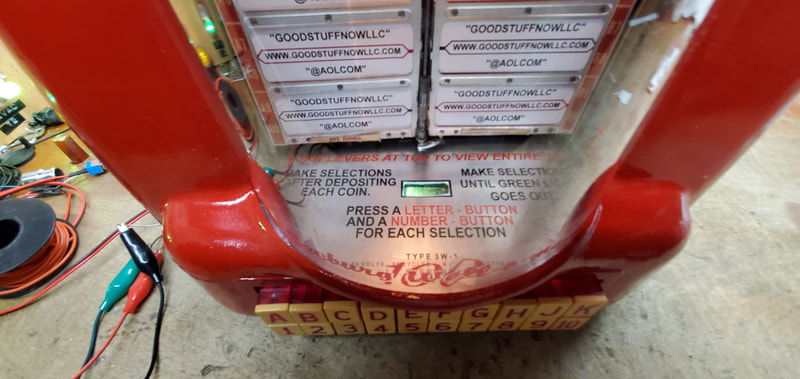 "GOODSTUFFNOWLLC"
WWW.GOODSTUFFNOWLLC.COM
"@AOLCOM"
"GOODSTUFFNOWLLC"
WWW.GOODSTUFFNOWLLC.COM
"@AOLCOM"
"GOODSTUFFNOWLLC"
WWW.GOODSTUFFNOWLLC.COM
"@AOLCOM"
"GOODSTUFFNOWLLC"
WWW.GOODSTUFFNOWLLC.COM
"@AOLCOM"
LEVERS AT TOP TO VIEW ENTIRE
MAKE SELECTIONS
AFTER DEPOSITING
EACH COIN.
MAKE SELECTION
UNTIL GREEN LI
GOES OUT.
PRESS A LETTER - BUTTON
AND A NUMBER - BUTTON
FOR EACH SELECTION
TYPE 3W-1
A B C D E F G H J K
1 2 3 4 5 6 7 8 9 10